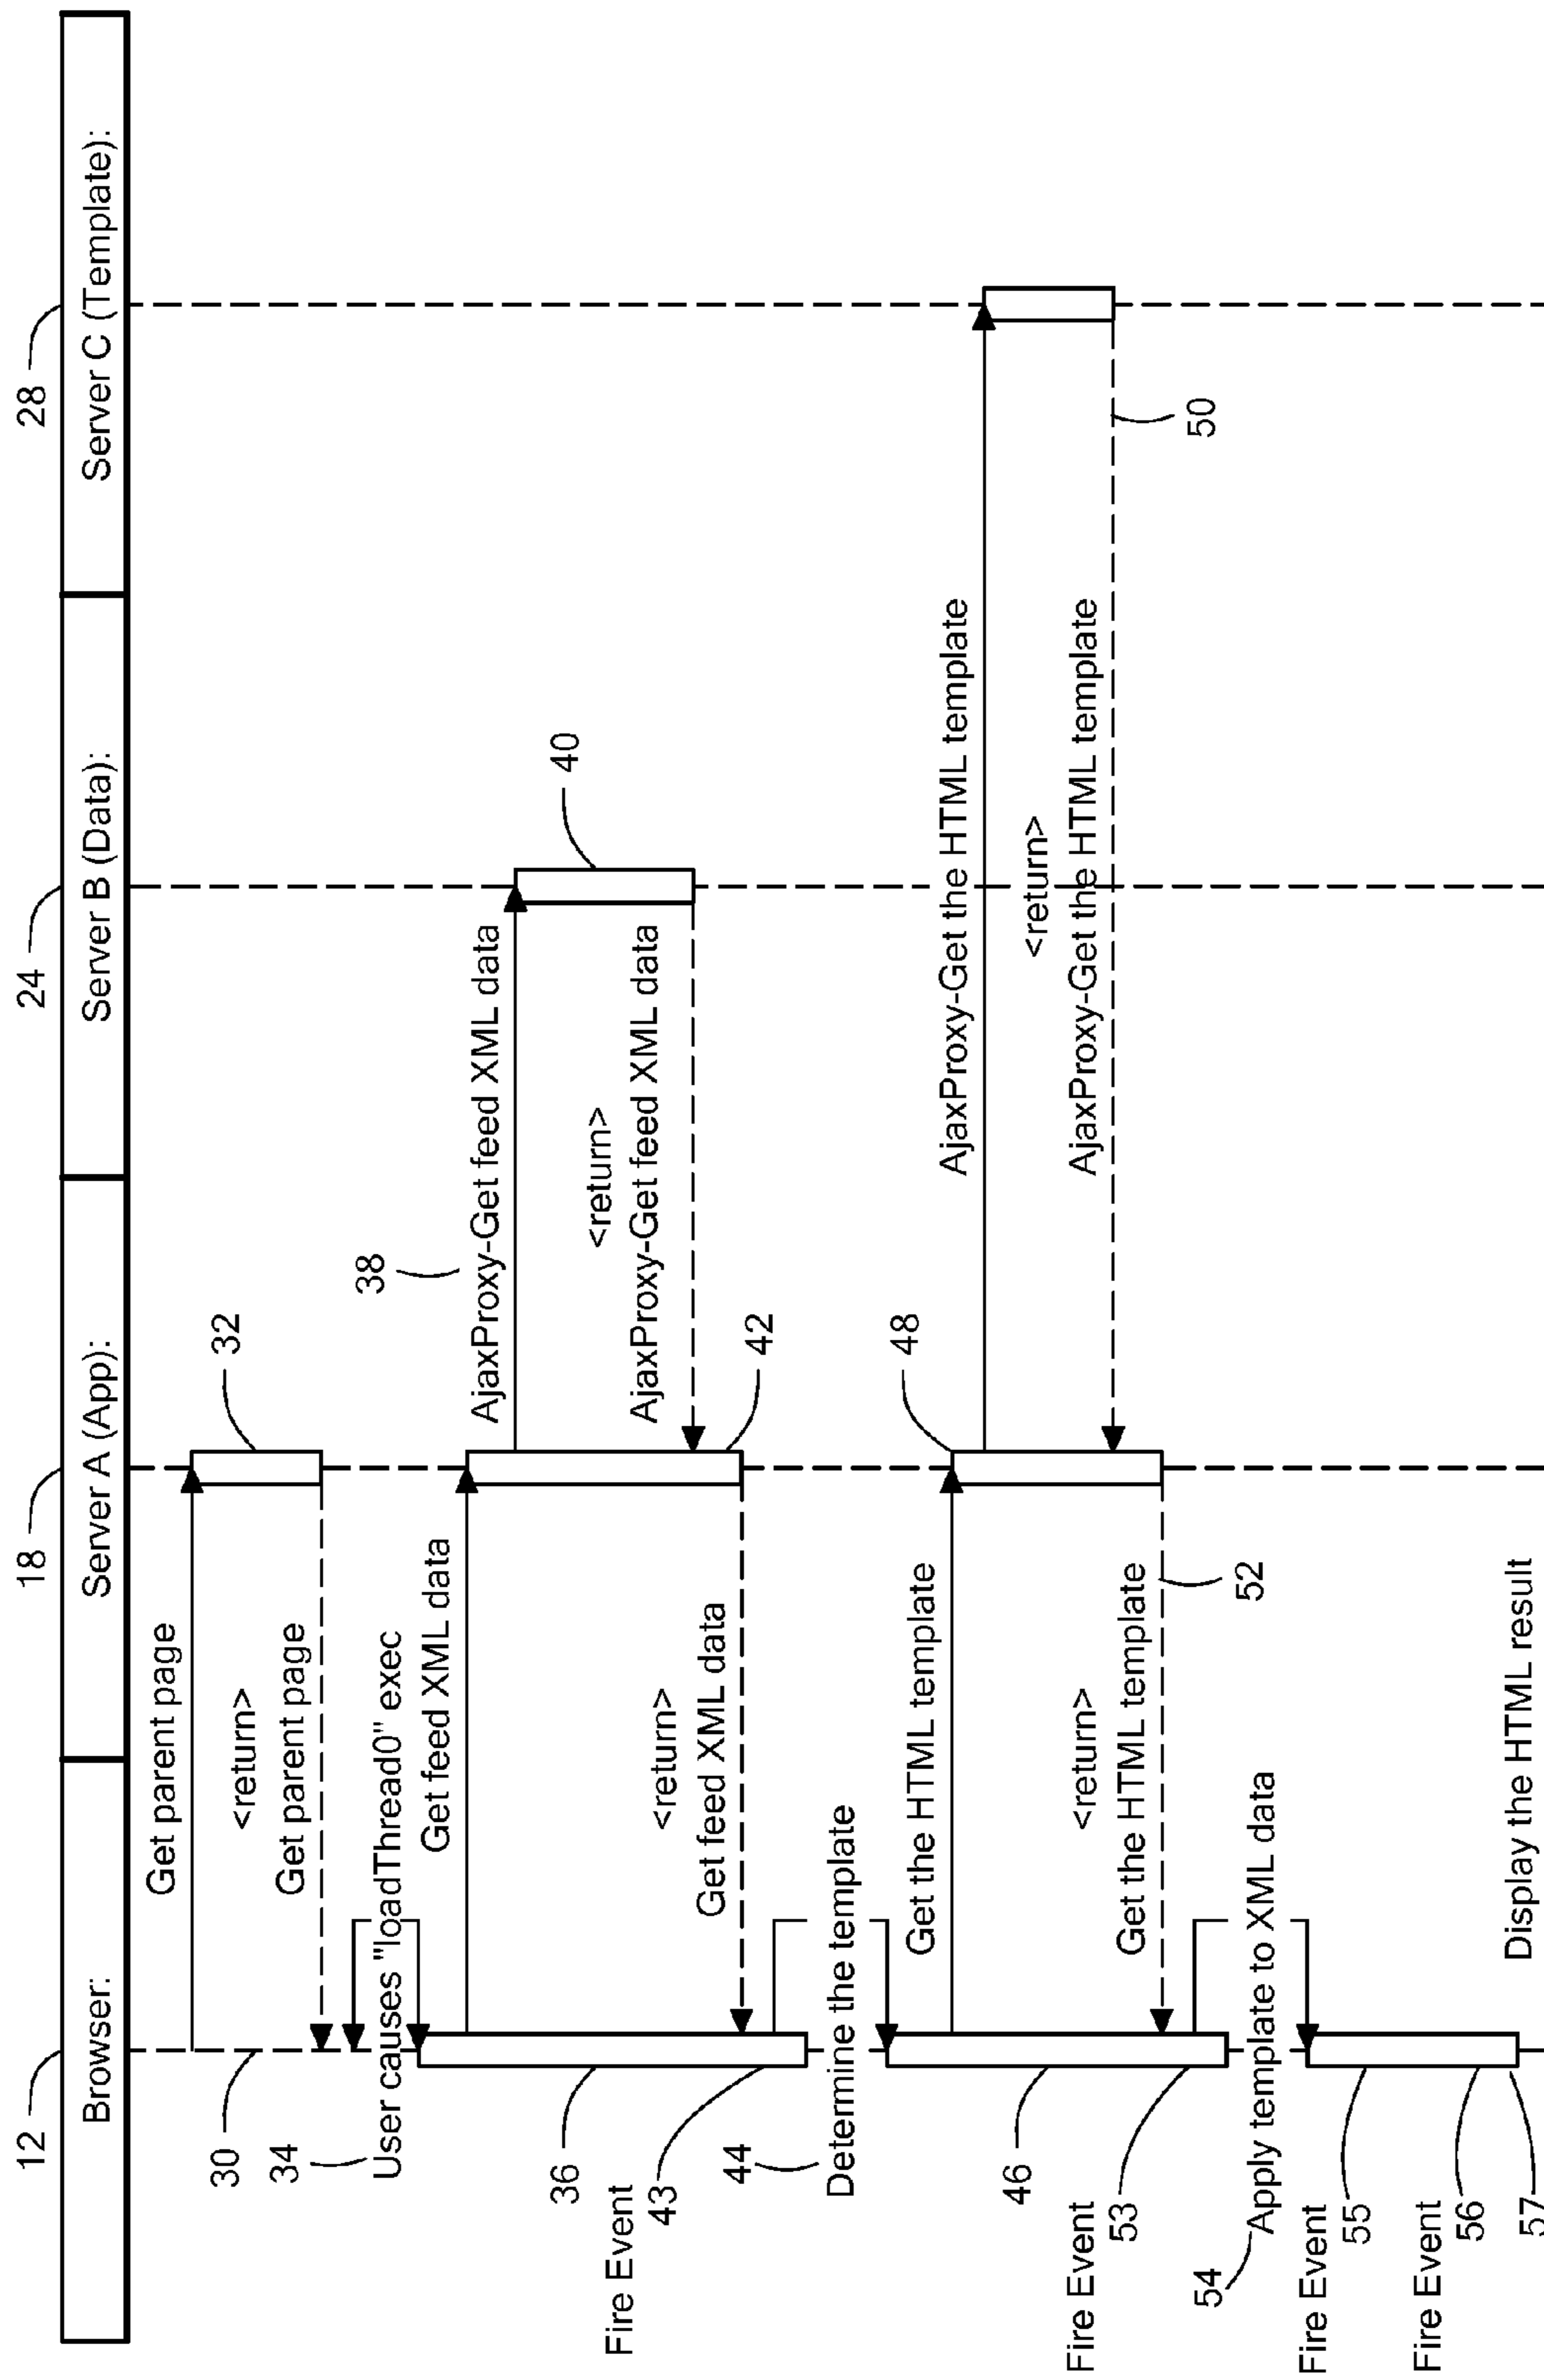 12
18
24
28
Browser:
Server A (App):
Server B (Data):
Server C (Template):
Get parent page
30
32
<return>
Get parent page
34
User causes "loadThread0" exec
Get feed XML data
38
AjaxProxy-Get feed XML data
36
40
<return>
AjaxProxy-Get feed XML data
Fire Event
43
<return>
Get feed XML data
42
44
Determine the template
48
Get the HTML template
AjaxProxy-Get the HTML template
46
<return>
AjaxProxy-Get the HTML template
Fire Event
53
<return>
Get the HTML template
50
52
54
Apply template to XML data
Fire Event
55
Fire Event
56
Display the HTML result
57